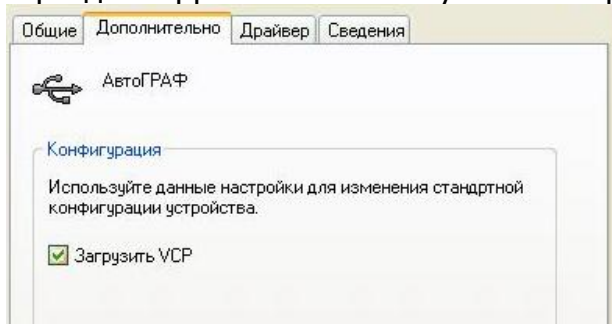 Общие Дополнительно Драйвер Сведения
АвтоГРАФ
Конфигурация
Используйте данные настройки для изменения стандртной
конфигурации устройства.
Загрузить VCP